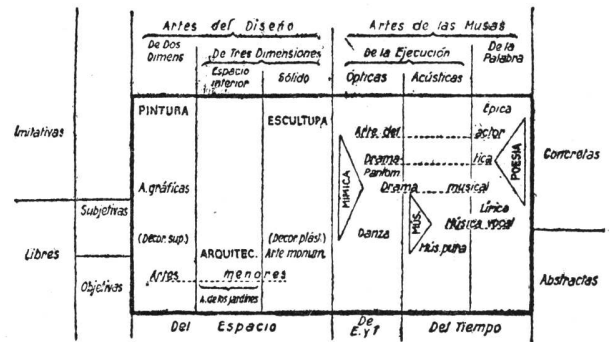 Artes del Diseño
Artes de las Musas
De Dos Dimens
De Tres Dimensiones
De la Ejecución
De la Palabra
Espacio interior
Sólido
Ópticas
Acústicas
PINTURA
ESCULTURA
Épica
Imitativas
Arte del actor
Concretas
Drama tica
Pantom
POESIA
MIMICA
A. gráficas
Drama musical
Subjetivas
Lírica
MÚS.
Música vocal
(Decor. sup.)
(Decor plást.)
Danza
Libres
ARQUITEC.
Arte monum.
Mús. pura
Artes menores
Objetivas
A. de los jardines
Abstractas
Del Espacio
De E. y T
Del Tiempo